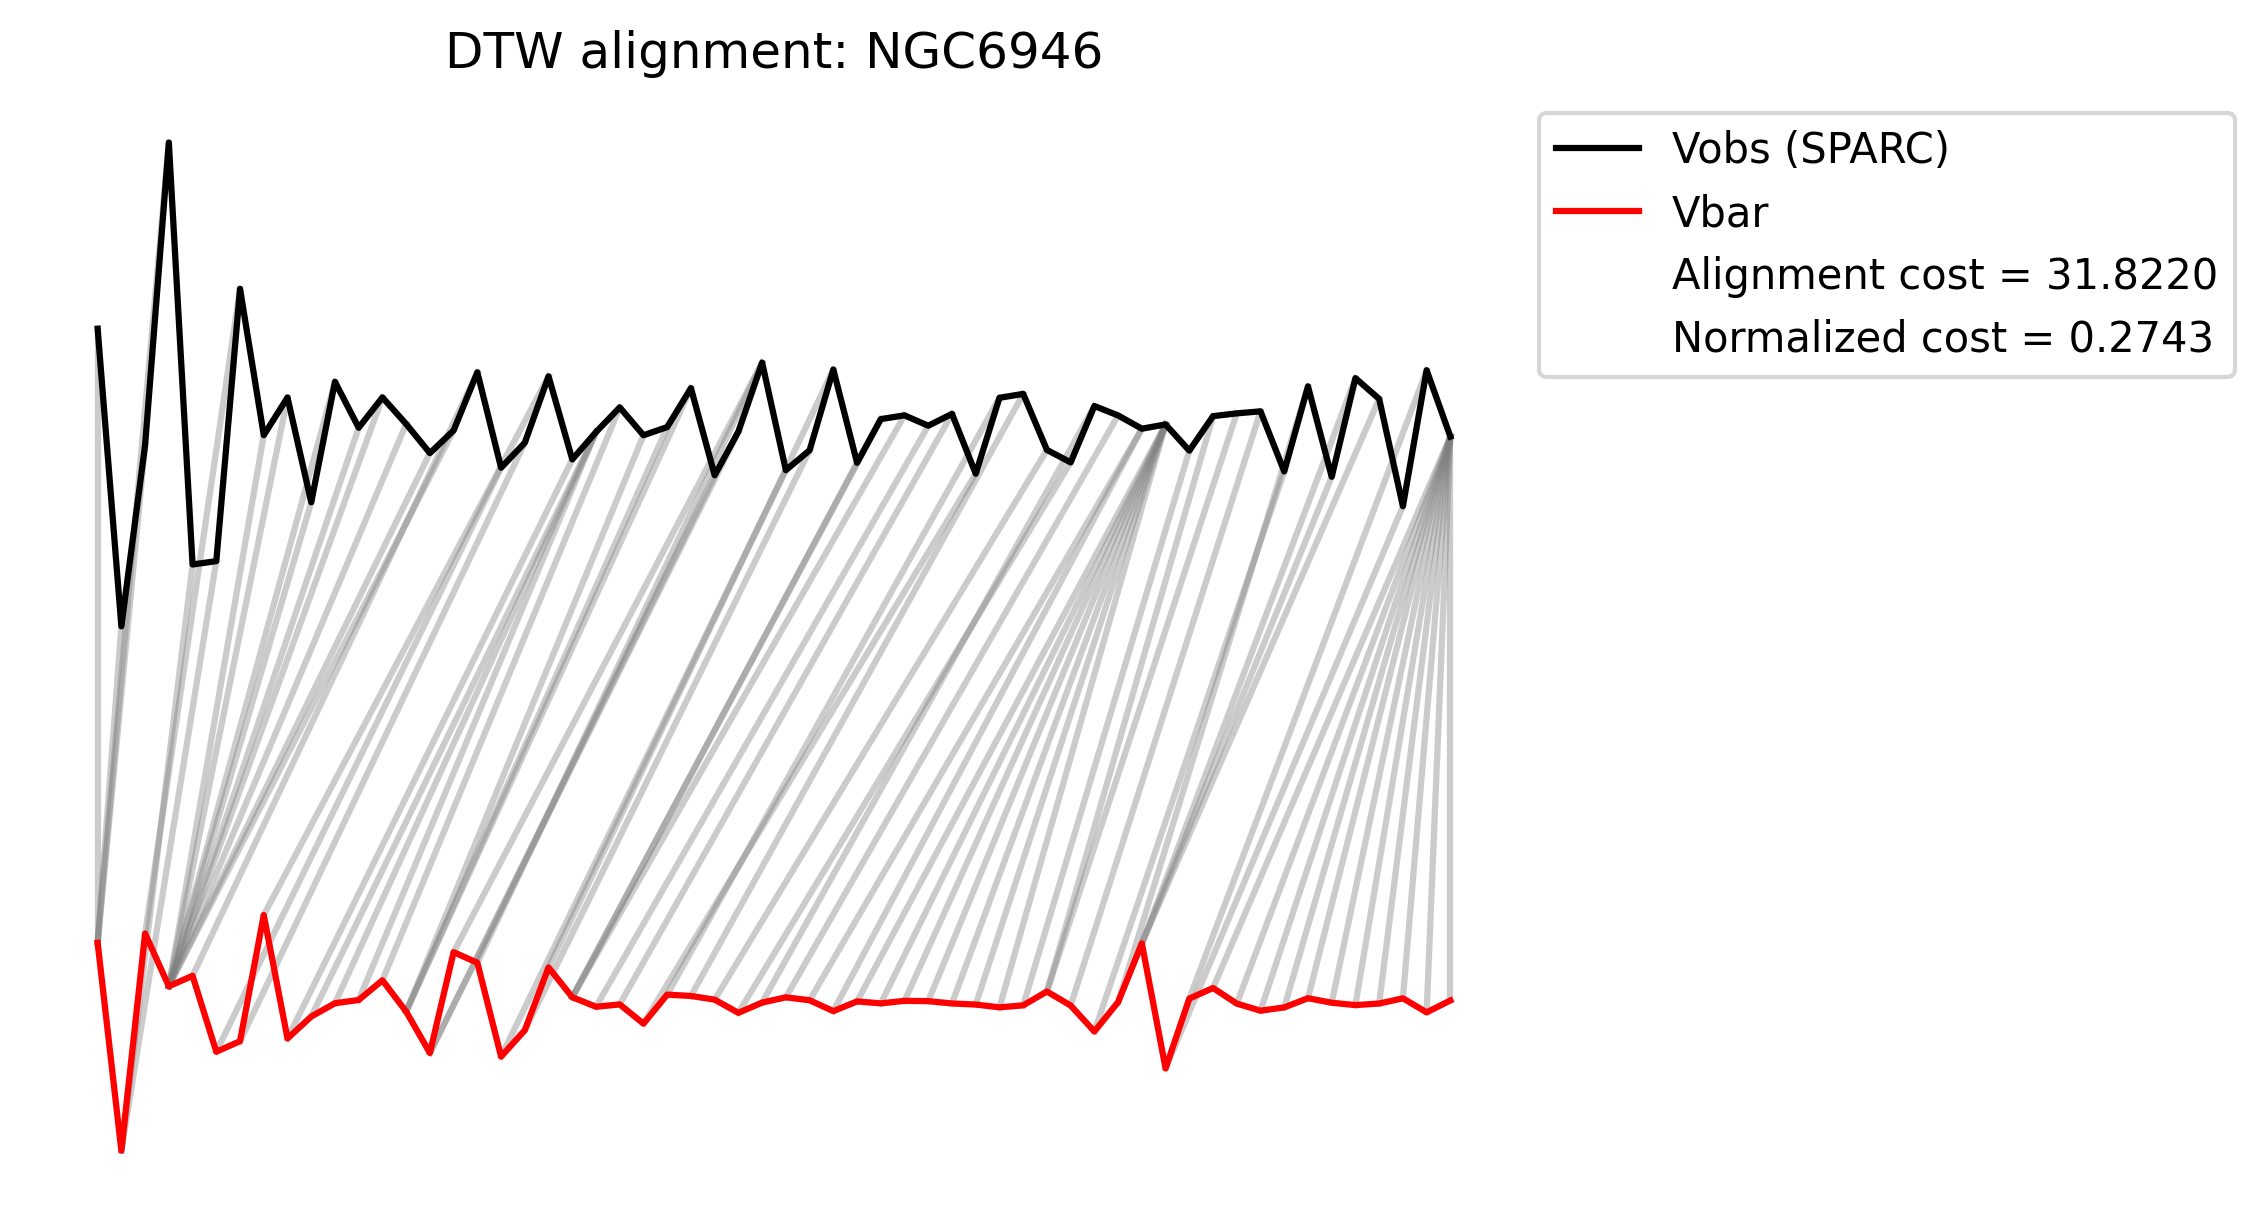 DTW alignment: NGC6946
Vobs (SPARC)
Vbar
Alignment cost = 31.8220
Normalized cost = 0.2743